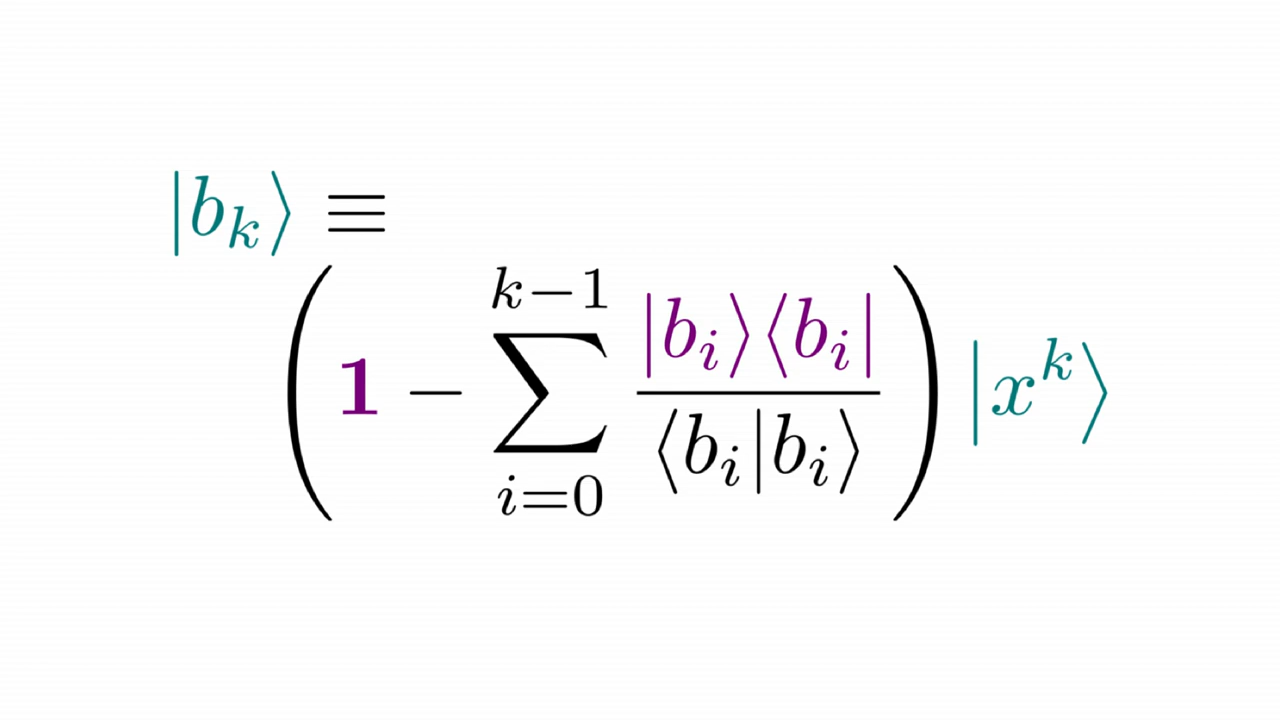 |b_k⟩ ≡
(𝟏 − ∑_{i=0}^{k−1} |b_i⟩⟨b_i| / ⟨b_i|b_i⟩) |x^k⟩